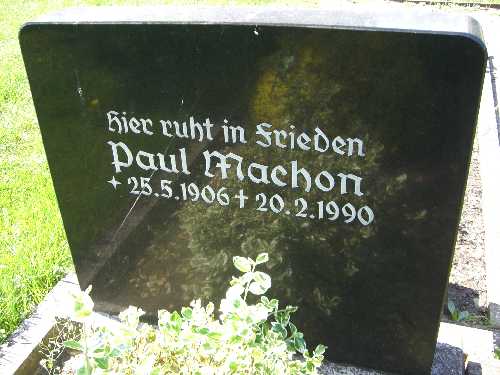 Hier ruht in Frieden
Paul Machon
✦ 25.5.1906 ✝ 20.2.1990